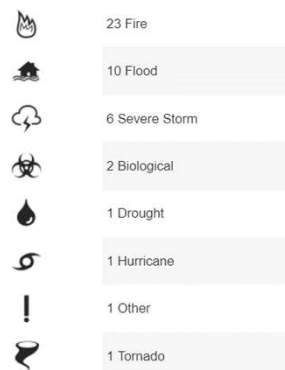 23 Fire
10 Flood
6 Severe Storm
2 Biological
1 Drought
1 Hurricane
1 Other
1 Tornado